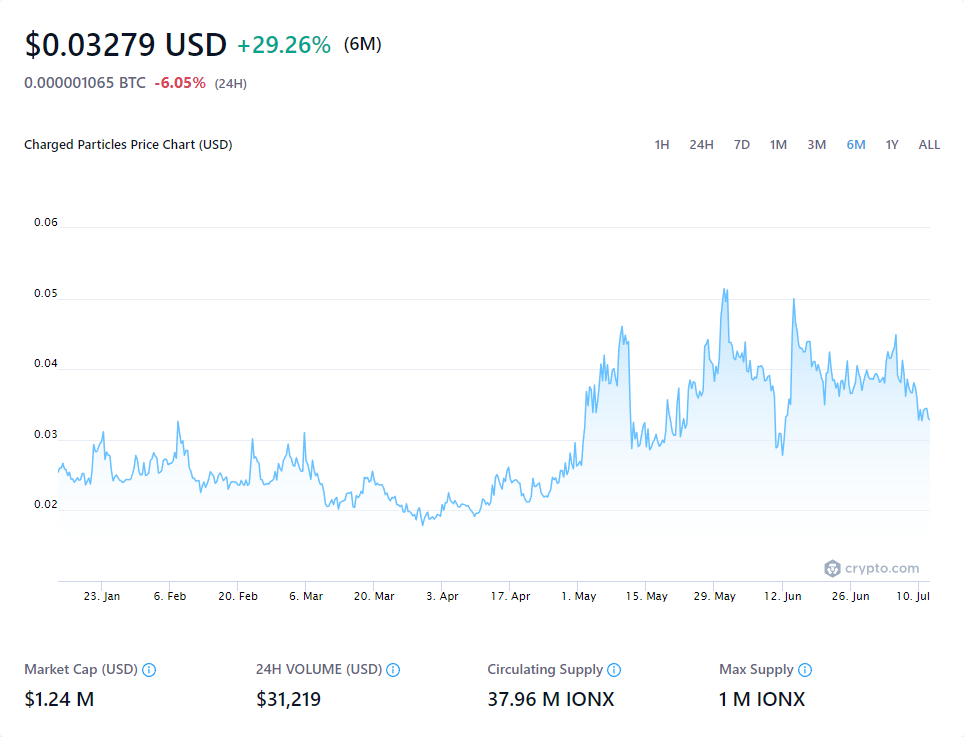 $0.03279 USD +29.26% (6M)
0.000001065 BTC -6.05% (24H)
Charged Particles Price Chart (USD)
1H 24H 7D 1M 3M 6M 1Y ALL
0.06
0.05
0.04
0.03
0.02
crypto.com
23. Jan 6. Feb 20. Feb 6. Mar 20. Mar 3. Apr 17. Apr 1. May 15. May 29. May 12. Jun 26. Jun 10. Jul
Market Cap (USD) 24H VOLUME (USD) Circulating Supply Max Supply
$1.24 M $31,219 37.96 M IONX 1 M IONX